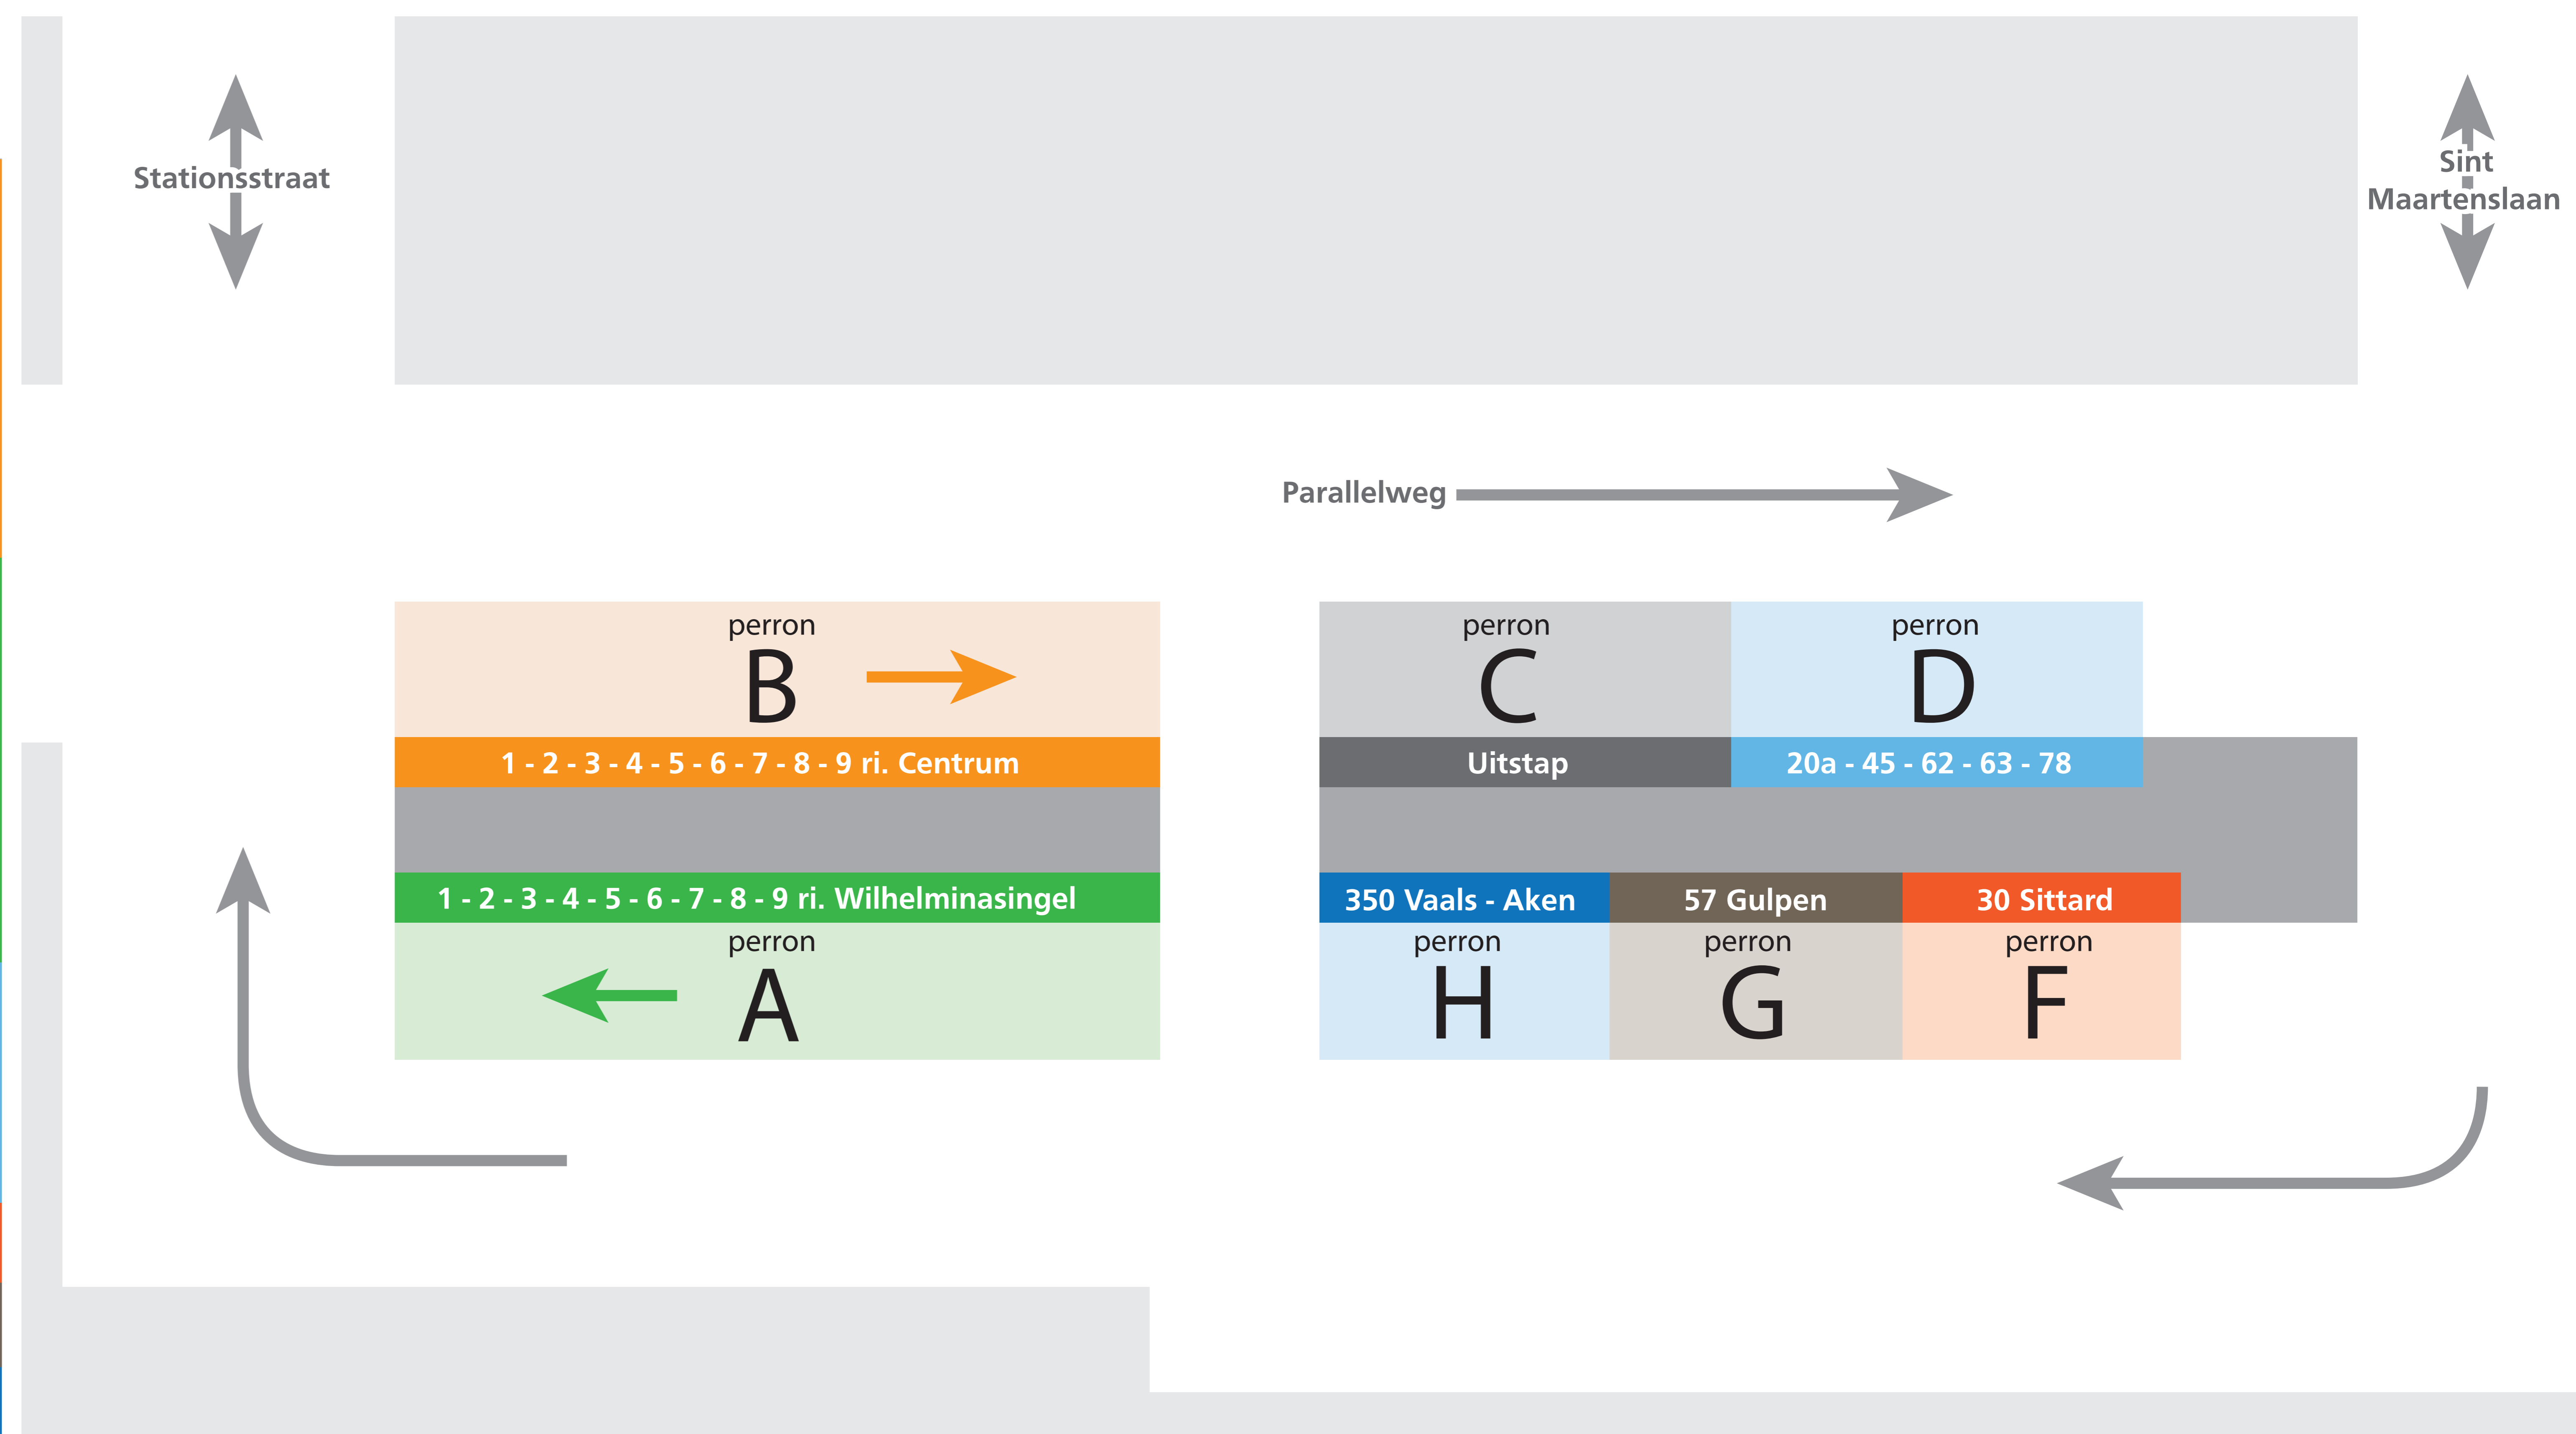 Stationsstraat
Sint
Maartenslaan
Parallelweg
perron
B
1 - 2 - 3 - 4 - 5 - 6 - 7 - 8 - 9 ri. Centrum
perron
C
Uitstap
perron
D
20a - 45 - 62 - 63 - 78
1 - 2 - 3 - 4 - 5 - 6 - 7 - 8 - 9 ri. Wilhelminasingel
perron
A
350 Vaals - Aken
perron
H
57 Gulpen
perron
G
30 Sittard
perron
F